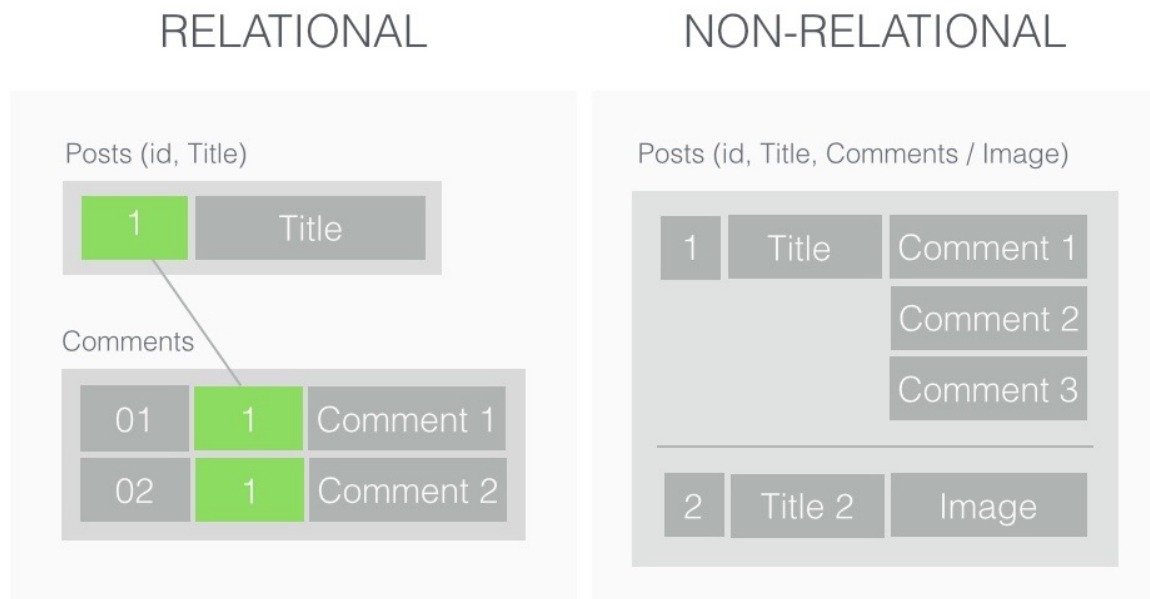 RELATIONAL
Posts (id, Title)
1 Title
Comments
01 1 Comment 1
02 1 Comment 2
NON-RELATIONAL
Posts (id, Title, Comments / Image)
1 Title Comment 1
Comment 2
Comment 3
2 Title 2 Image